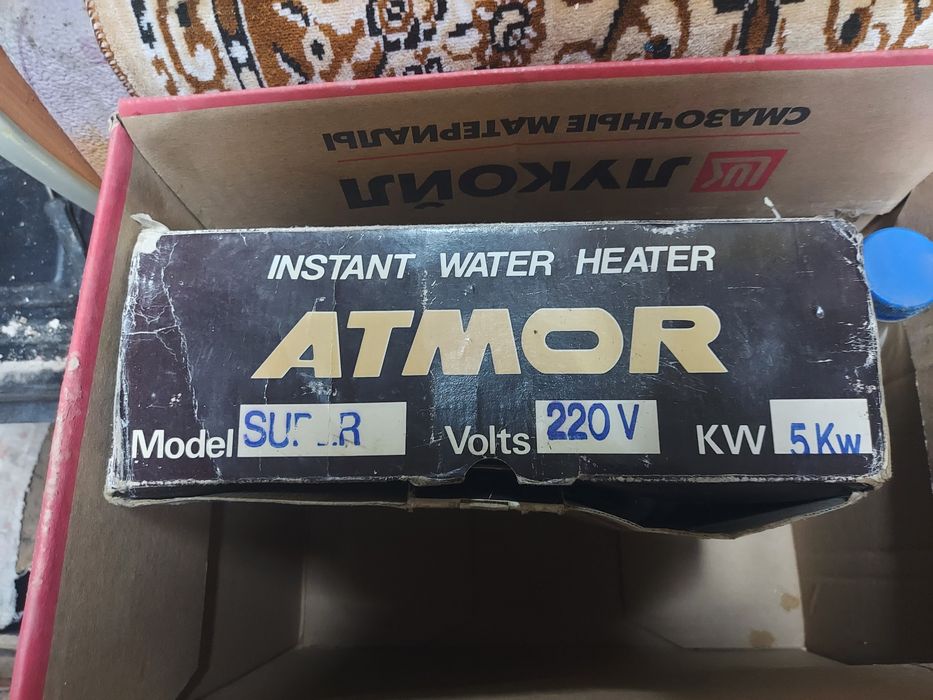 СМАЗОЧНЫЕ МАТЕРИАЛЫ
ЛУКОЙЛ
INSTANT WATER HEATER
ATMOR
Model Volts 220 V KW 5 Kw